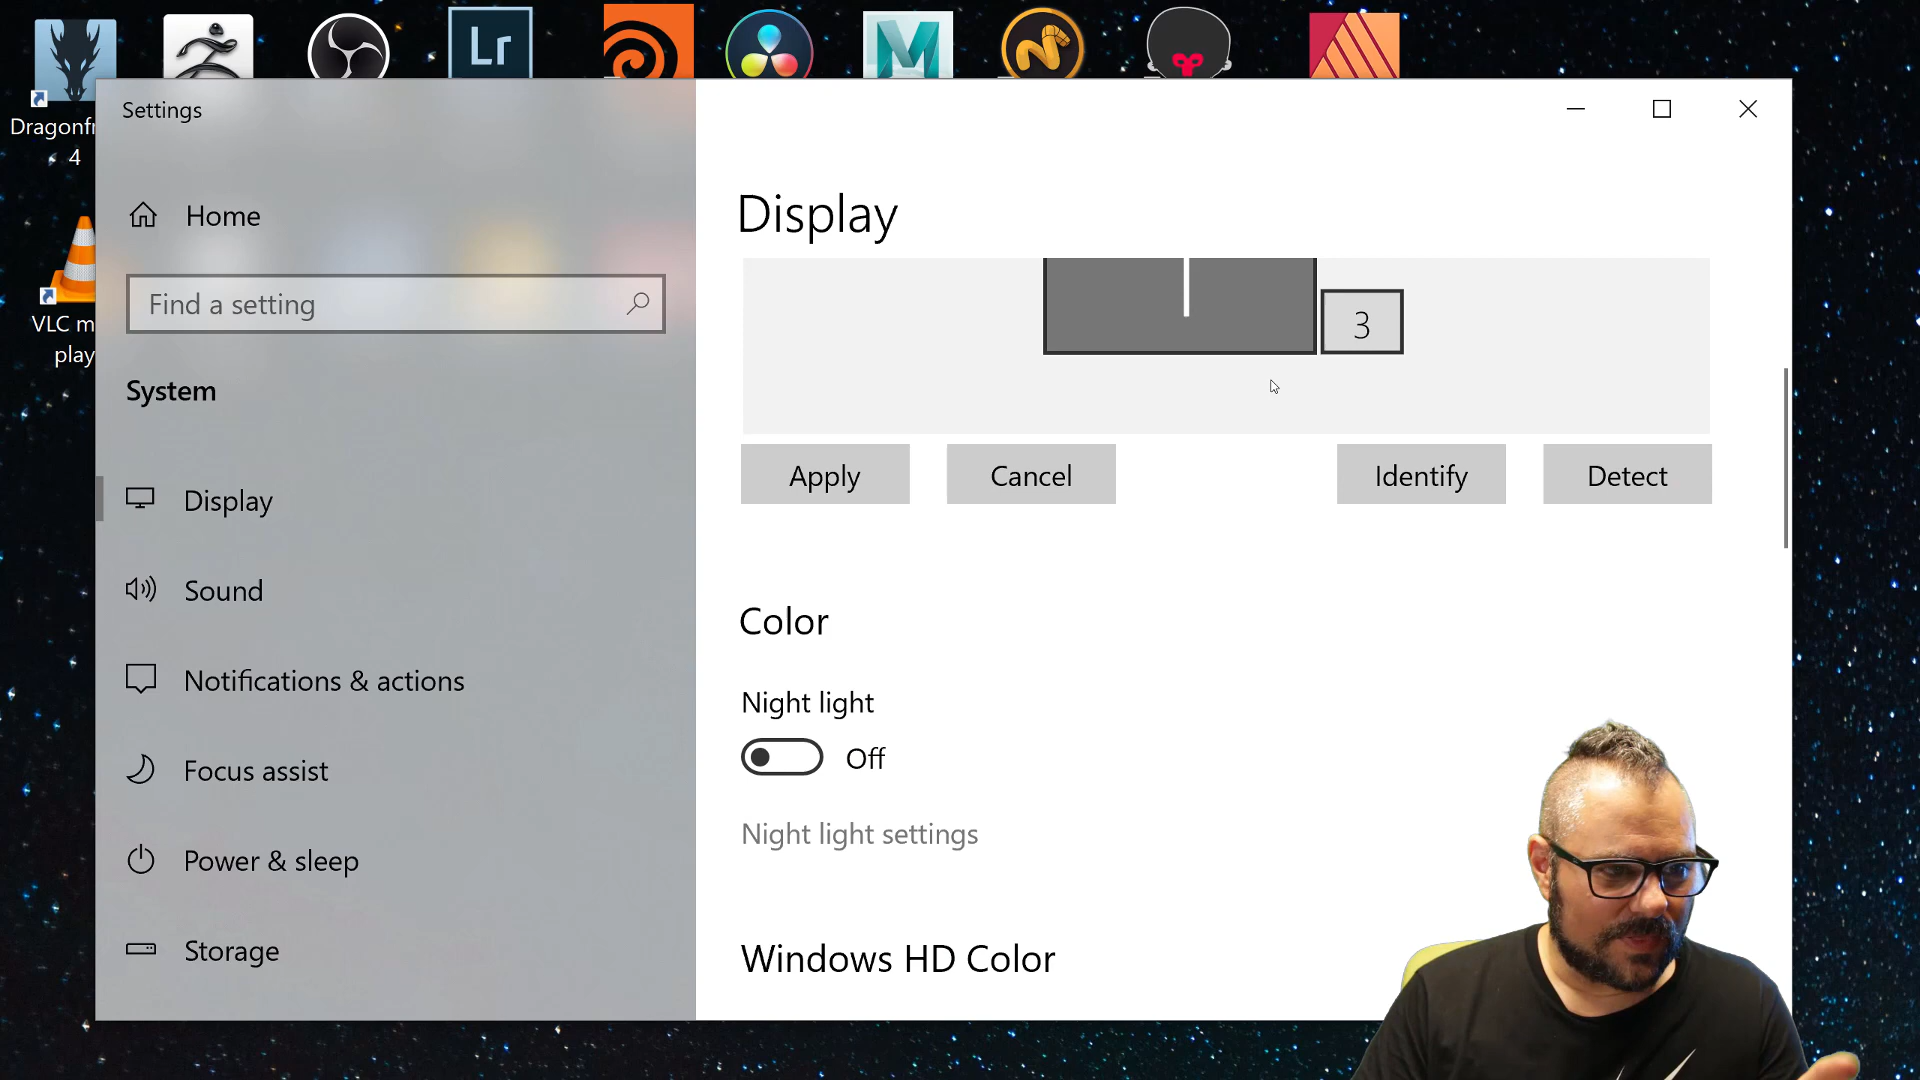 Lr
Dragonfr
4
VLC m
play
Settings
Home
Find a setting
System
Display
Sound
Notifications & actions
Focus assist
Power & sleep
Storage
Display
3
Apply
Cancel
Identify
Detect
Color
Night light
Off
Night light settings
Windows HD Color